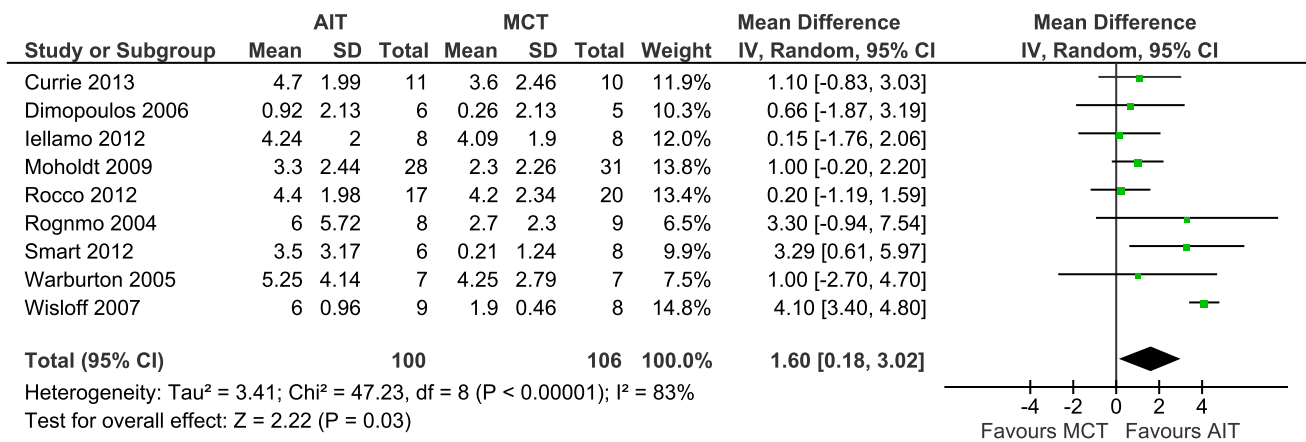 AIT MCT Mean Difference Mean Difference
Study or Subgroup Mean SD Total Mean SD Total Weight IV, Random, 95% CI IV, Random, 95% CI
Currie 2013 4.7 1.99 11 3.6 2.46 10 11.9% 1.10 [-0.83, 3.03]
Dimopoulos 2006 0.92 2.13 6 0.26 2.13 5 10.3% 0.66 [-1.87, 3.19]
Iellamo 2012 4.24 2 8 4.09 1.9 8 12.0% 0.15 [-1.76, 2.06]
Moholdt 2009 3.3 2.44 28 2.3 2.26 31 13.8% 1.00 [-0.20, 2.20]
Rocco 2012 4.4 1.98 17 4.2 2.34 20 13.4% 0.20 [-1.19, 1.59]
Rognmo 2004 6 5.72 8 2.7 2.3 9 6.5% 3.30 [-0.94, 7.54]
Smart 2012 3.5 3.17 6 0.21 1.24 8 9.9% 3.29 [0.61, 5.97]
Warburton 2005 5.25 4.14 7 4.25 2.79 7 7.5% 1.00 [-2.70, 4.70]
Wisloff 2007 6 0.96 9 1.9 0.46 8 14.8% 4.10 [3.40, 4.80]
Total (95% CI) 100 106 100.0% 1.60 [0.18, 3.02]
Heterogeneity: Tau² = 3.41; Chi² = 47.23, df = 8 (P < 0.00001); I² = 83%
Test for overall effect: Z = 2.22 (P = 0.03)
-4 -2 0 2 4
Favours MCT Favours AIT